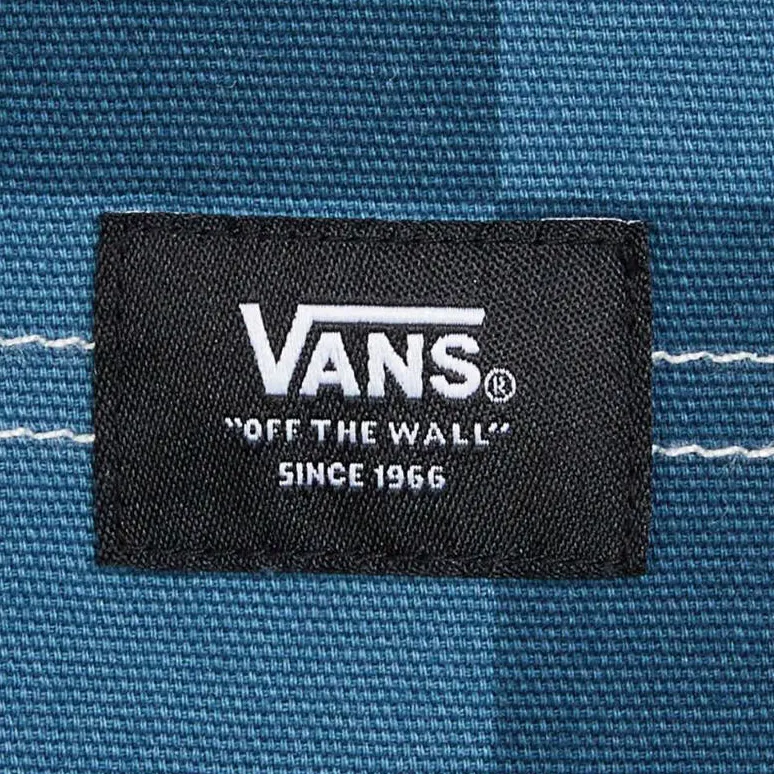 VANS®
"OFF THE WALL"
SINCE 1966